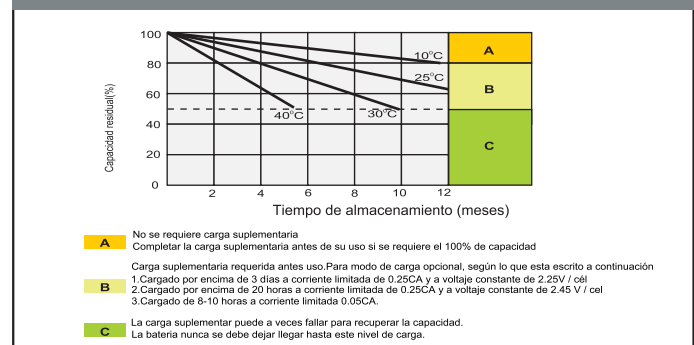 100
80
60
40
20
0
Capacidad residual(%)
10°C
25°C
30°C
40°C
A
B
C
2 4 6 8 10 12
Tiempo de almacenamiento (meses)
A
No se requiere carga suplementaria
Completar la carga suplementaria antes de su uso si se requiere el 100% de capacidad
Carga suplementaria requerida antes uso.Para modo de carga opcional, según lo que esta escrito a continuación
B
1.Cargado por encima de 3 días a corriente limitada de 0.25CA y a voltaje constante de 2.25V / cél
2.Cargado por encima de 20 horas a corriente limitada de 0.25CA y a voltaje constante de 2.45 V / cel
3.Cargado de 8-10 horas a corriente limitada 0.05CA.
C
La carga suplementar puede a veces fallar para recuperar la capacidad.
La bateria nunca se debe dejar llegar hasta este nivel de carga.